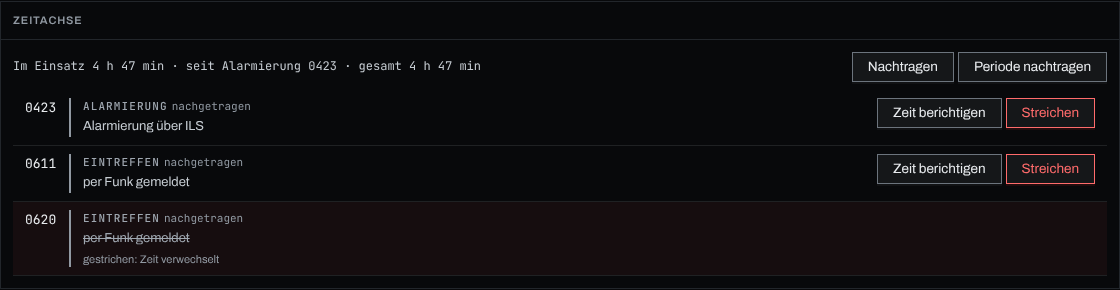 ZEITACHSE
Im Einsatz 4 h 47 min · seit Alarmierung 0423 · gesamt 4 h 47 min
Nachtragen
Periode nachtragen
0423
ALARMIERUNG nachgetragen
Alarmierung über ILS
Zeit berichtigen
Streichen
0611
EINTREFFEN nachgetragen
per Funk gemeldet
Zeit berichtigen
Streichen
0620
EINTREFFEN nachgetragen
per Funk gemeldet
gestrichen: Zeit verwechselt